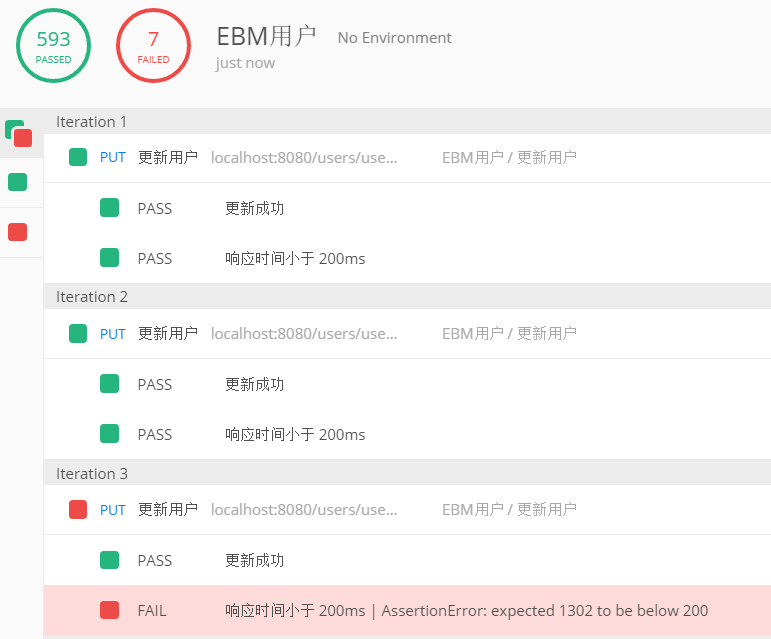 593
PASSED
7
FAILED
EBM用户 No Environment
just now
Iteration 1
PUT 更新用户 localhost:8080/users/use... EBM用户 / 更新用户
PASS 更新成功
PASS 响应时间小于 200ms
Iteration 2
PUT 更新用户 localhost:8080/users/use... EBM用户 / 更新用户
PASS 更新成功
PASS 响应时间小于 200ms
Iteration 3
PUT 更新用户 localhost:8080/users/use... EBM用户 / 更新用户
PASS 更新成功
FAIL 响应时间小于 200ms | AssertionError: expected 1302 to be below 200